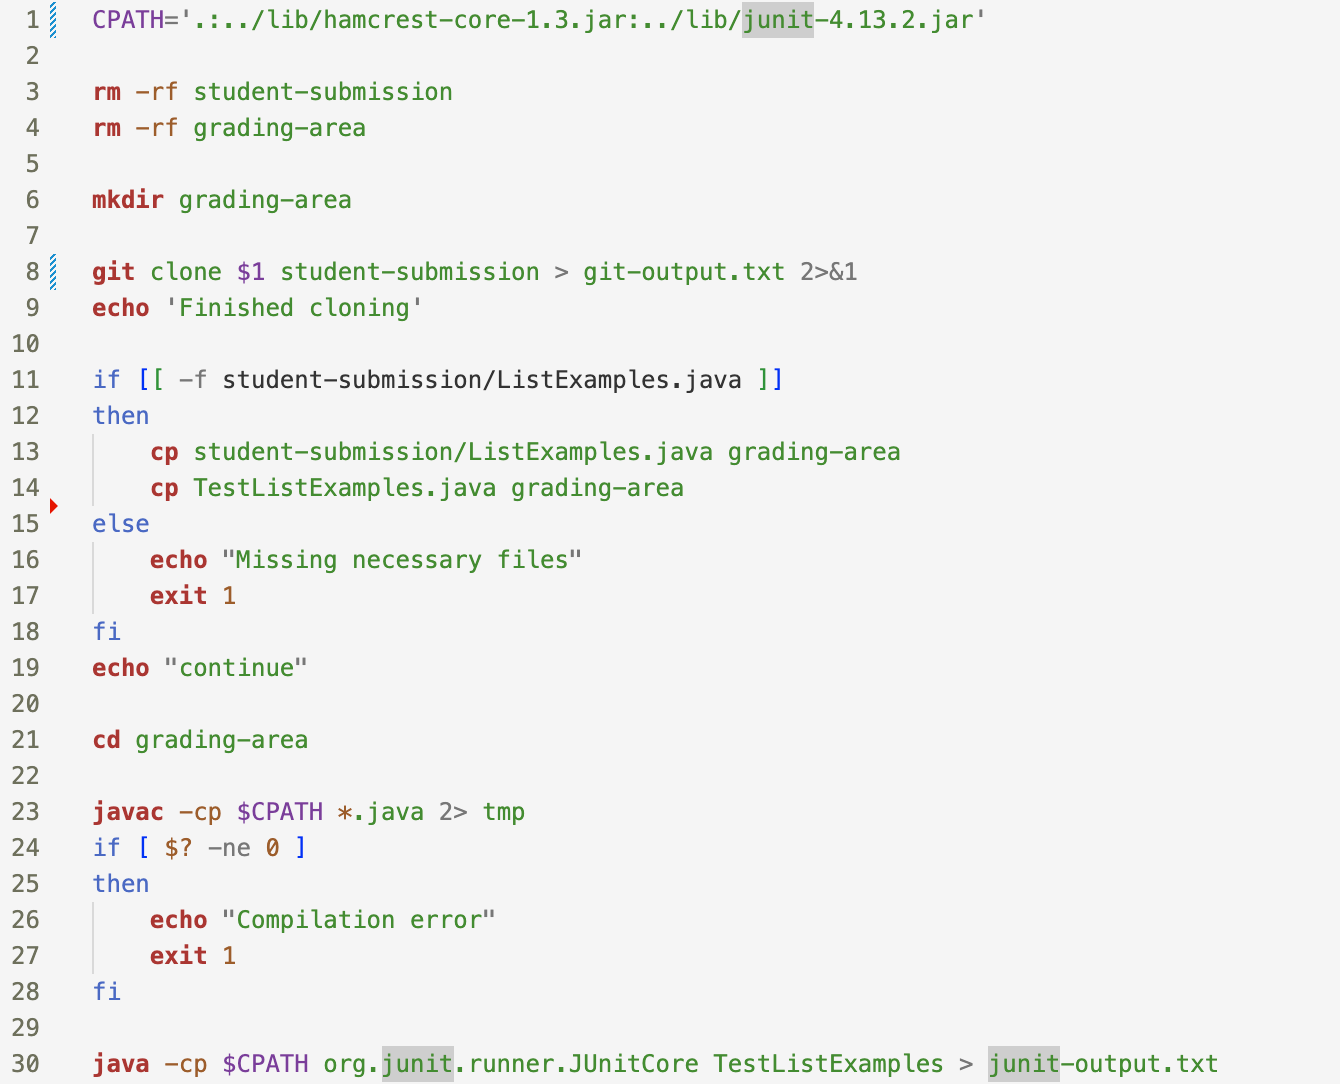 1 CPATH='.:../lib/hamcrest-core-1.3.jar:../lib/junit-4.13.2.jar'
2
3 rm -rf student-submission
4 rm -rf grading-area
5
6 mkdir grading-area
7
8 git clone $1 student-submission > git-output.txt 2>&1
9 echo 'Finished cloning'
10
11 if [[ -f student-submission/ListExamples.java ]]
12 then
13     cp student-submission/ListExamples.java grading-area
14     cp TestListExamples.java grading-area
15 else
16     echo "Missing necessary files"
17     exit 1
18 fi
19 echo "continue"
20
21 cd grading-area
22
23 javac -cp $CPATH *.java 2> tmp
24 if [ $? -ne 0 ]
25 then
26     echo "Compilation error"
27     exit 1
28 fi
29
30 java -cp $CPATH org.junit.runner.JUnitCore TestListExamples > junit-output.txt